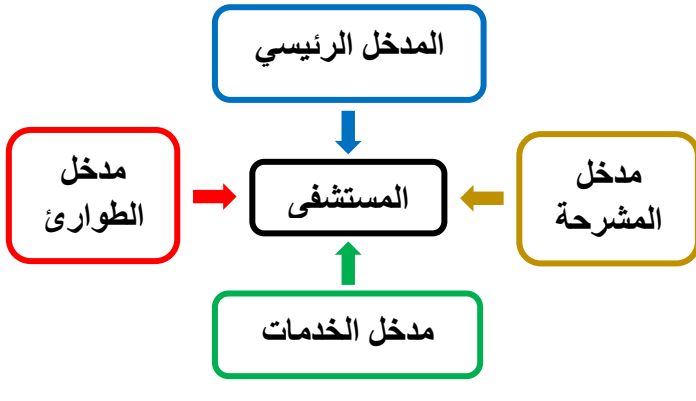 المدخل الرئيسي
مدخل
الطوارئ
المستشفى
مدخل
المشرحة
مدخل الخدمات